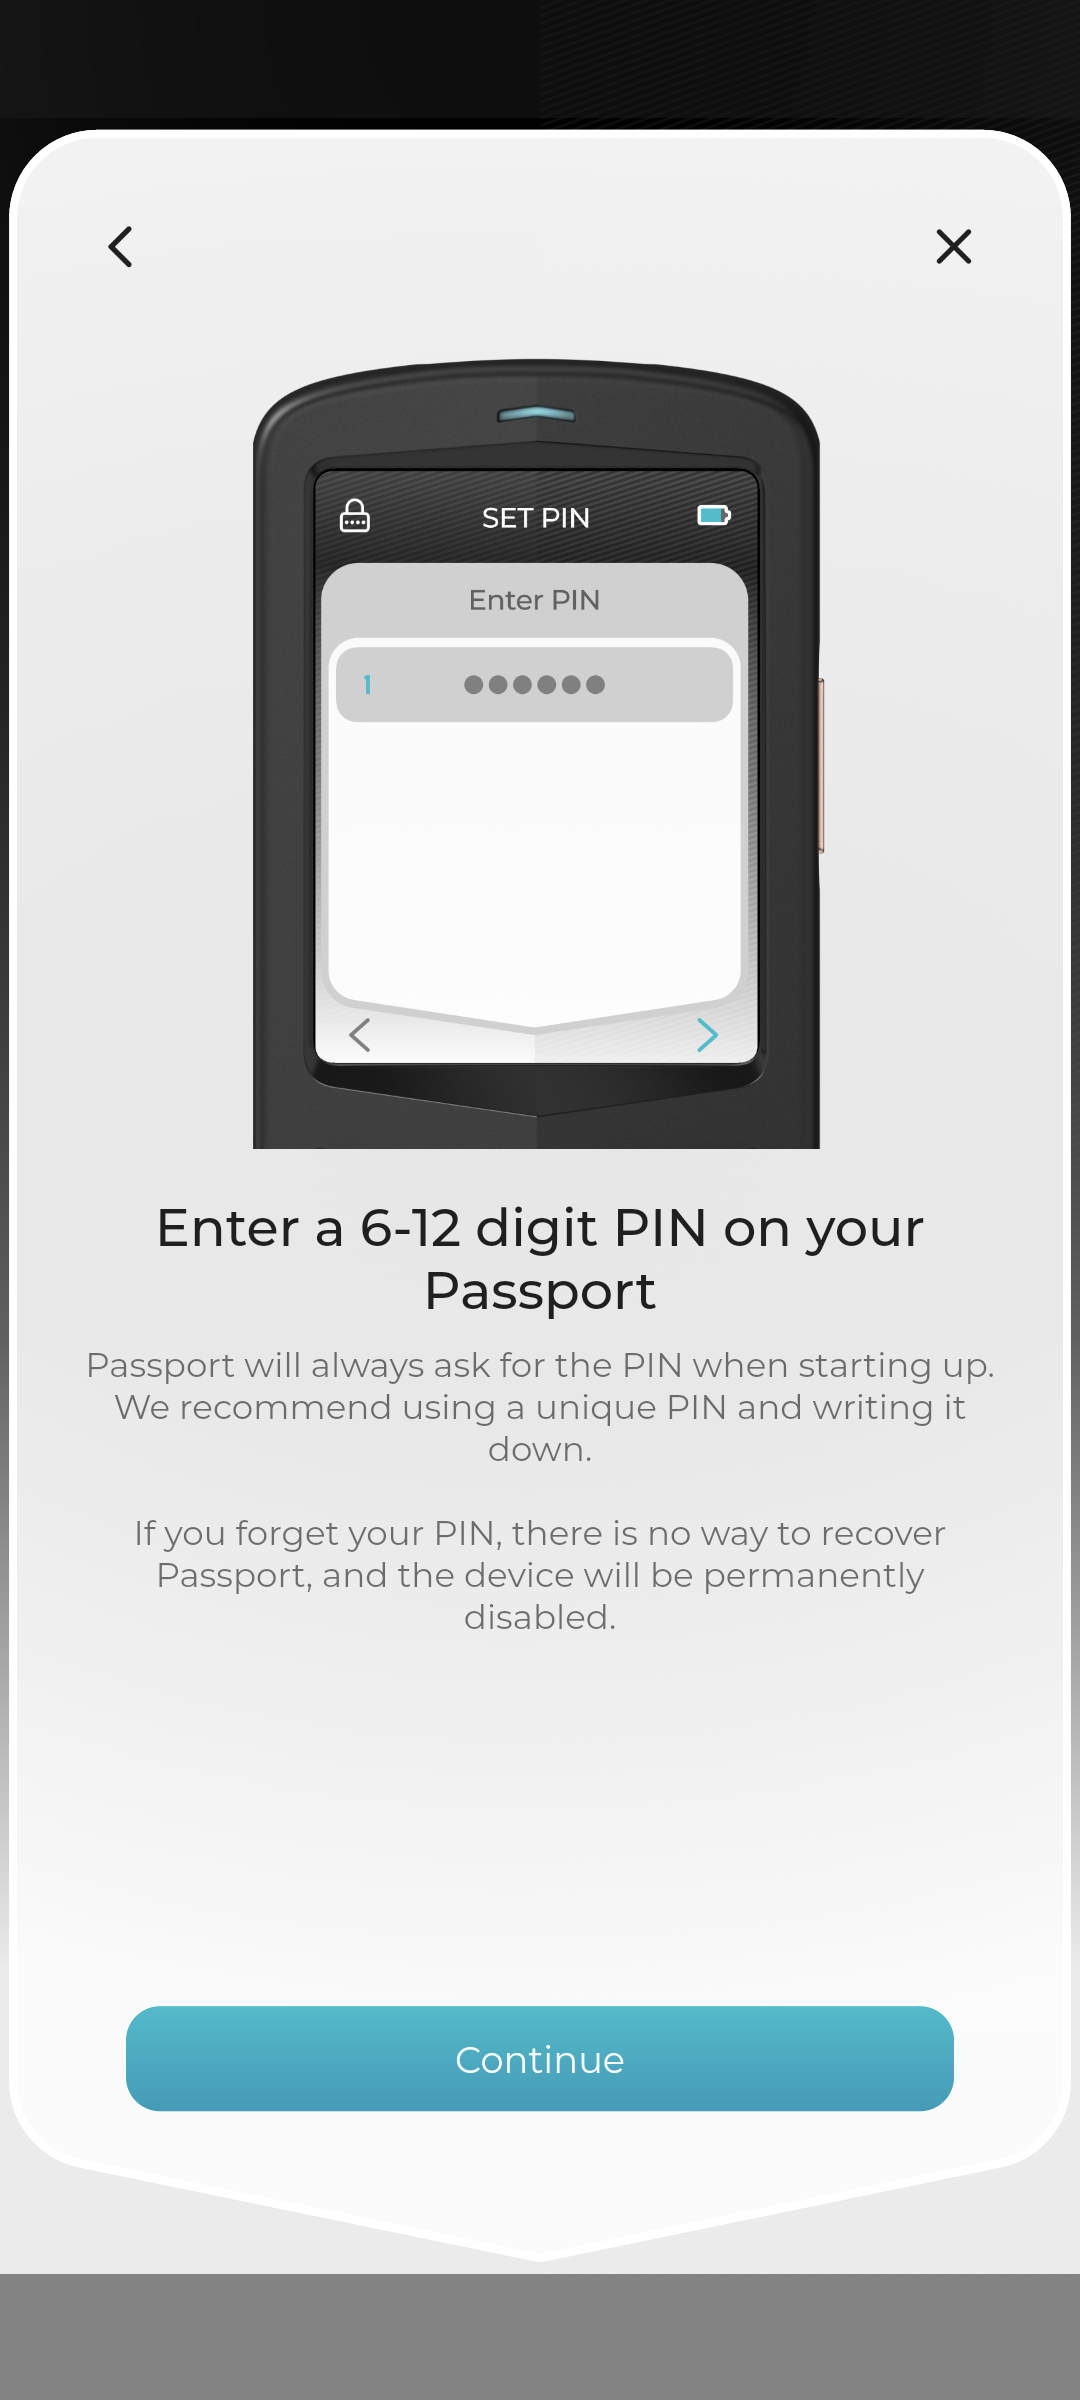 SET PIN
Enter PIN
1
Enter a 6-12 digit PIN on your
Passport
Passport will always ask for the PIN when starting up.
We recommend using a unique PIN and writing it
down.
If you forget your PIN, there is no way to recover
Passport, and the device will be permanently
disabled.
Continue